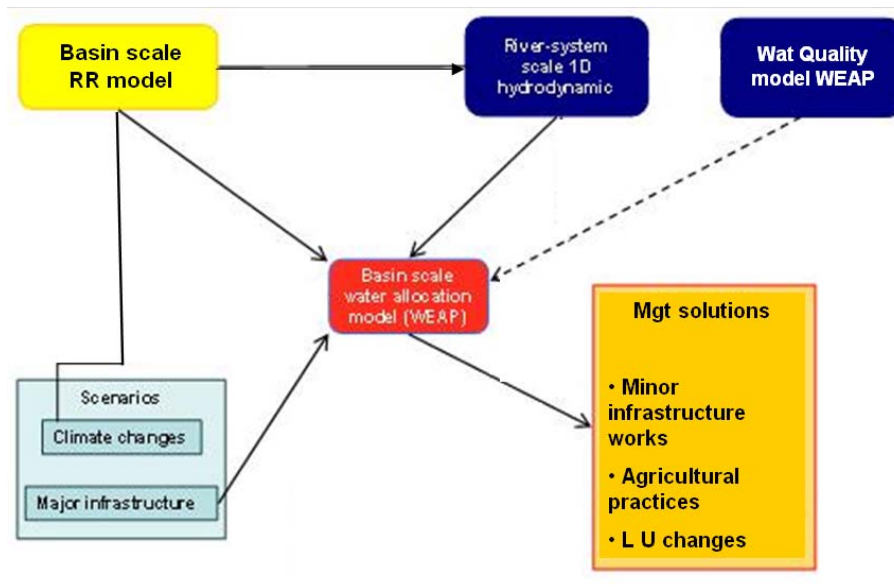 Basin scale
RR model
River-system
scale 1D
hydrodynamic
Wat Quality
model WEAP
Basin scale
water allocation
model (WEAP)
Scenarios
Climate changes
Major infrastructure
Mgt solutions
• Minor
infrastructure
works
• Agricultural
practices
• L U changes